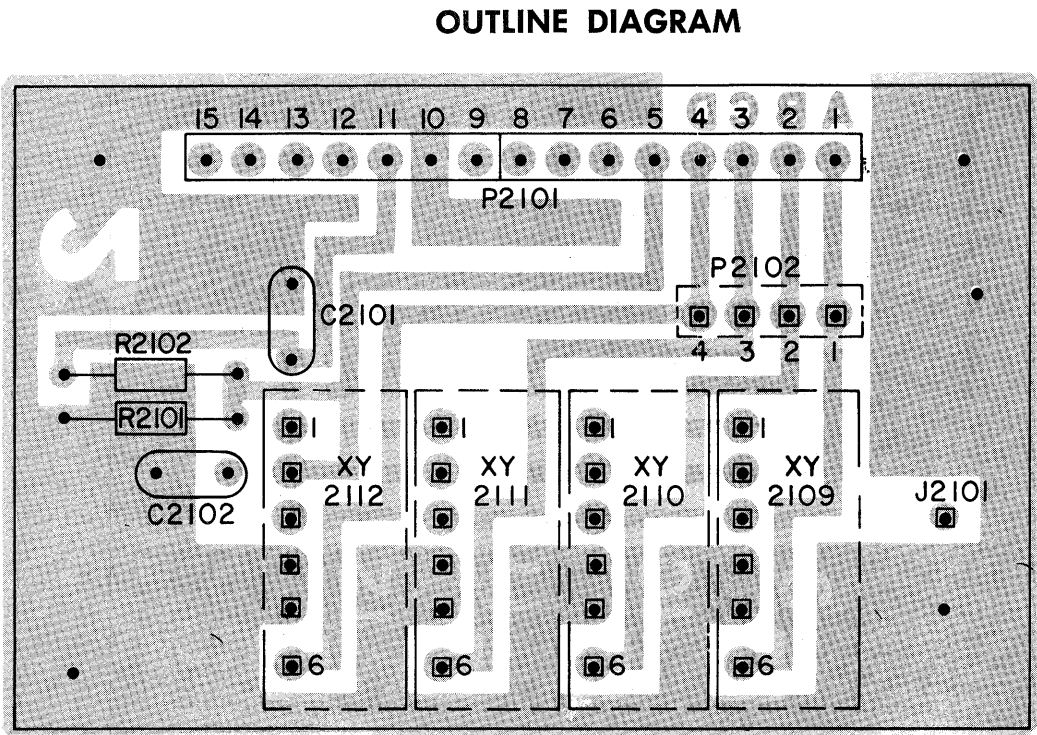 OUTLINE DIAGRAM
A B C D
15 14 13 12 11 10 9 8 7 6 5 4 3 2 1
P2101
P2102
C2101
4 3 2 1
R2102
R2101
1 1 1 1
XY 2112
XY 2111
XY 2110
XY 2109
J2101
C2102
6 6 6 6